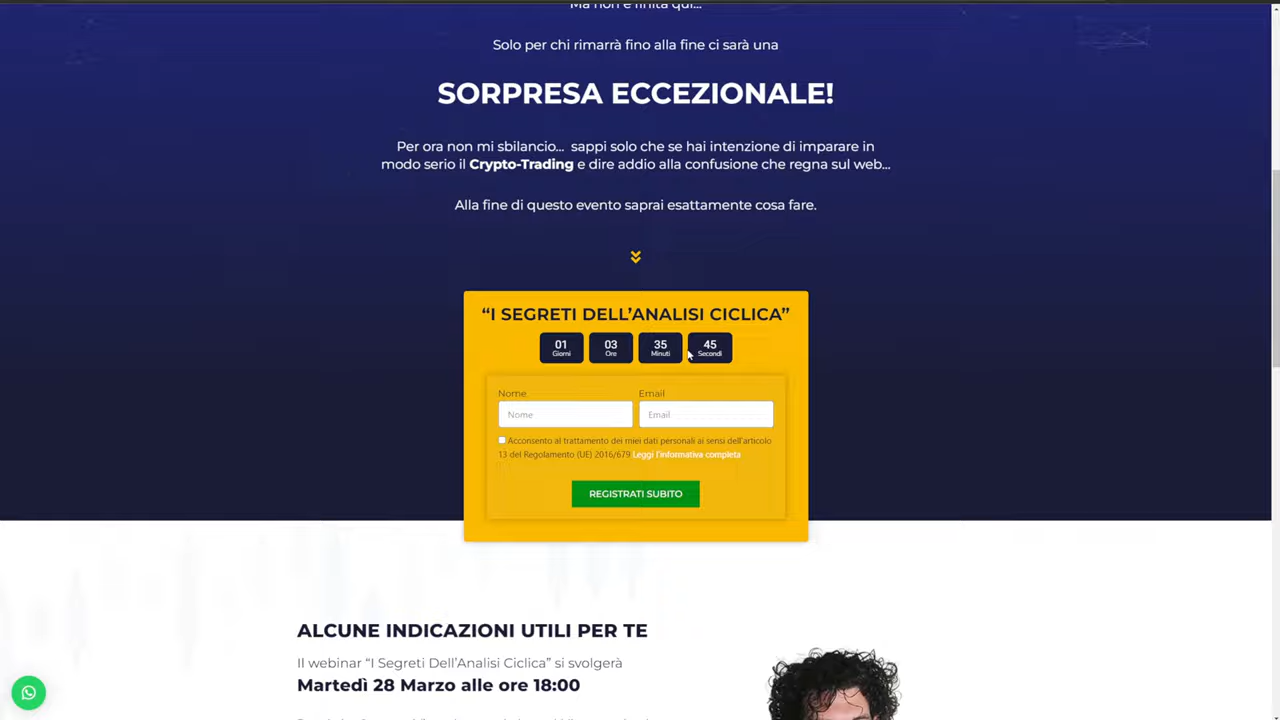 Ma non è finita qui...
Solo per chi rimarrà fino alla fine ci sarà una
SORPRESA ECCEZIONALE!
Per ora non mi sbilancio... sappi solo che se hai intenzione di imparare in
modo serio il Crypto-Trading e dire addio alla confusione che regna sul web...
Alla fine di questo evento saprai esattamente cosa fare.
“I SEGRETI DELL’ANALISI CICLICA”
01 03 35 45
Giorni Ore Minuti Secondi
Nome Email
Nome Email
Acconsento al trattamento dei miei dati personali ai sensi dell'articolo
13 del Regolamento (UE) 2016/679 Leggi l'informativa completa
REGISTRATI SUBITO
ALCUNE INDICAZIONI UTILI PER TE
Il webinar “I Segreti Dell’Analisi Ciclica” si svolgerà
Martedì 28 Marzo alle ore 18:00